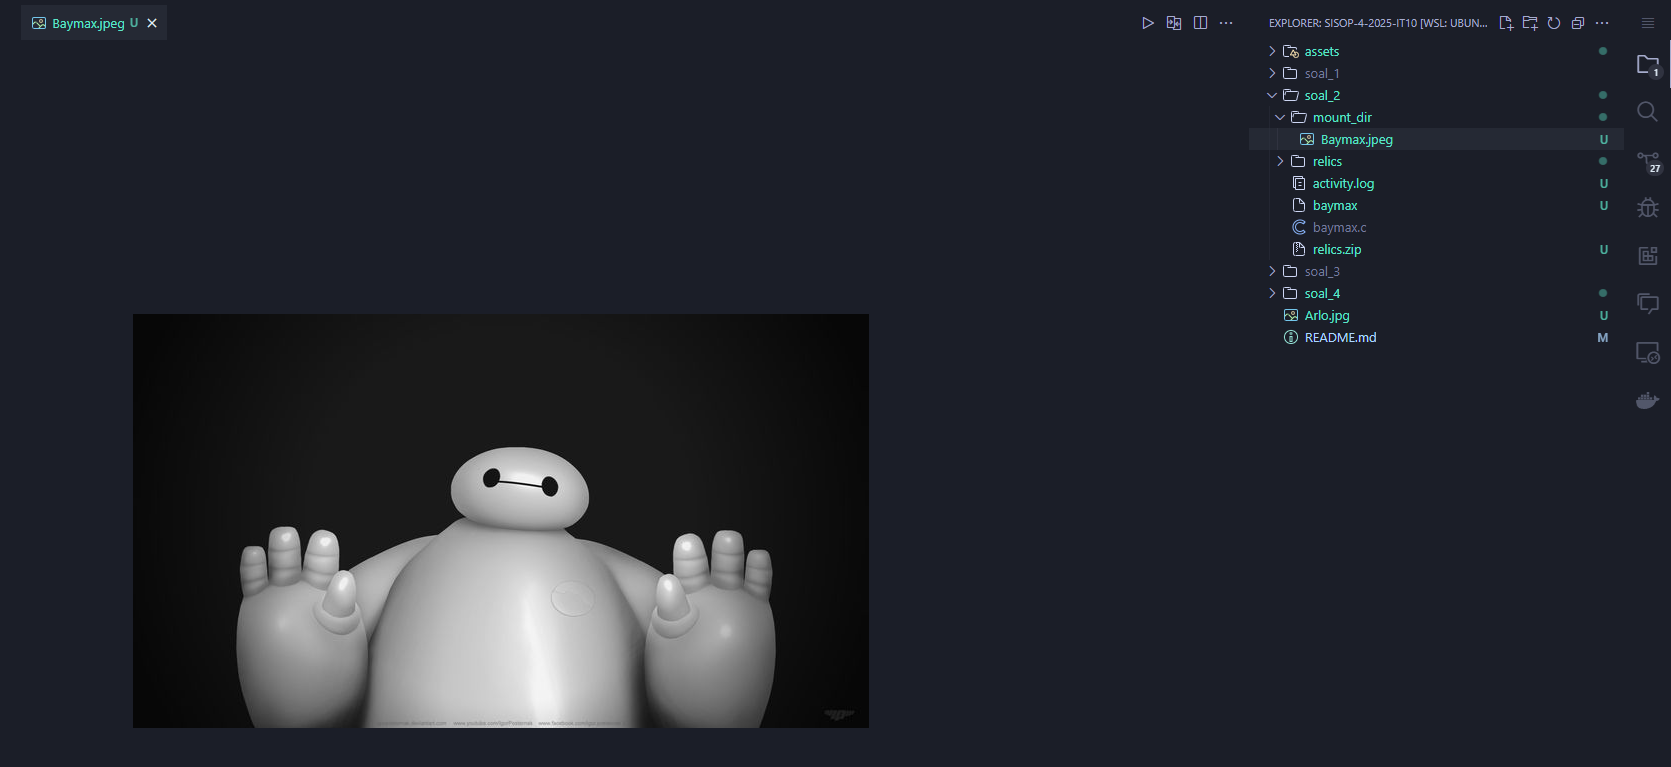 Baymax.jpeg U
EXPLORER: SISOP-4-2025-IT10 [WSL: UBUN...
assets
soal_1
1
soal_2
mount_dir
Baymax.jpeg U
relics
27
activity.log U
baymax U
baymax.c
relics.zip U
soal_3
soal_4
Arlo.jpg U
README.md M